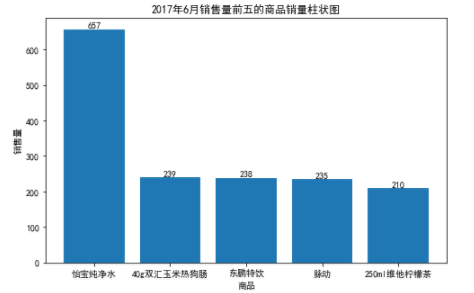 2017年6月销售量前五的商品销量柱状图
657
600
500
400
300
200
100
0
销售量
239
238
235
210
怡宝纯净水
40g双汇玉米热狗肠
东鹏特饮
脉动
250ml维他柠檬茶
商品